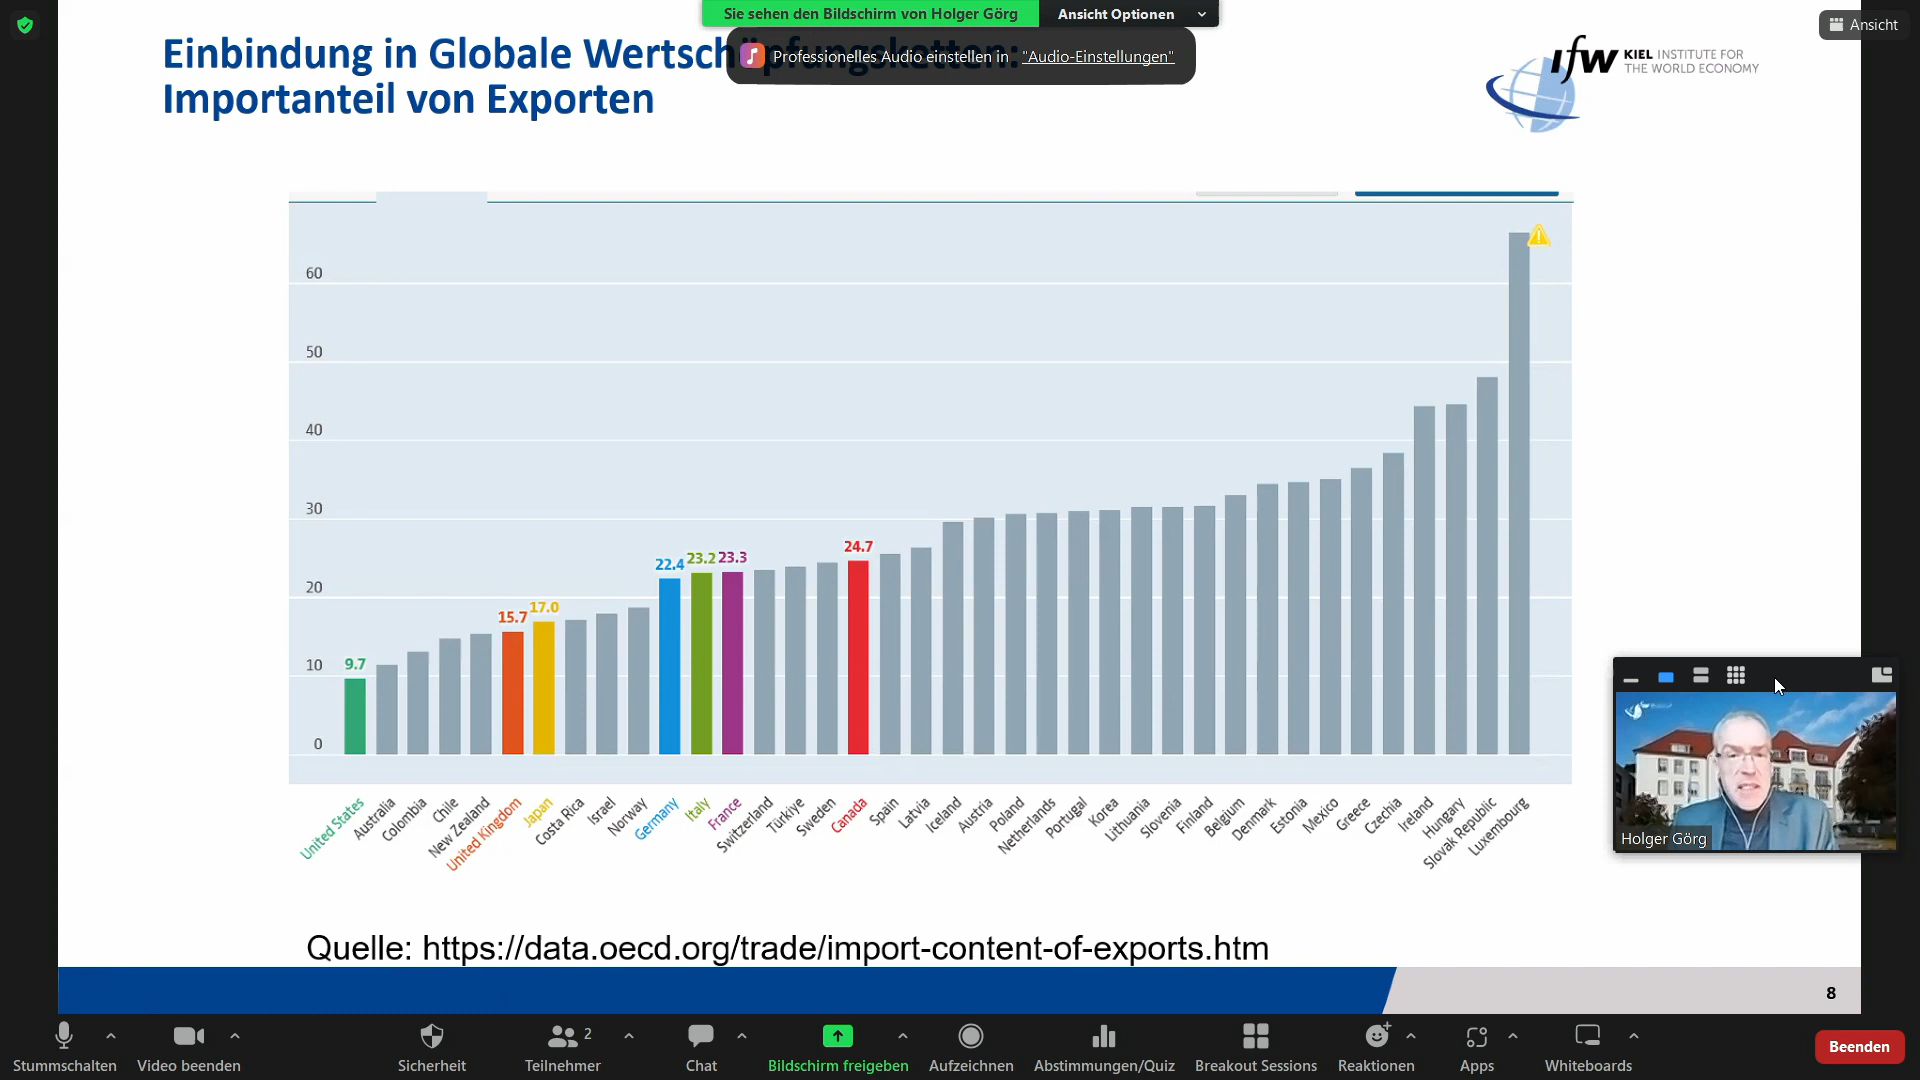 Sie sehen den Bildschirm von Holger Görg
Ansicht Optionen
Ansicht
Professionelles Audio einstellen in "Audio-Einstellungen"
Einbindung in Globale Wertschöpfungsketten:
Importanteil von Exporten
ifw KIEL INSTITUTE FOR
THE WORLD ECONOMY
60
50
40
30
20
10
0
9.7
15.7
17.0
22.4
23.2
23.3
24.7
United States
Australia
Colombia
Chile
New Zealand
United Kingdom
Japan
Costa Rica
Israel
Norway
Germany
Italy
France
Switzerland
Türkiye
Sweden
Canada
Spain
Latvia
Iceland
Austria
Poland
Netherlands
Portugal
Korea
Lithuania
Slovenia
Finland
Belgium
Denmark
Estonia
Mexico
Greece
Czechia
Ireland
Hungary
Slovak Republic
Luxembourg
Holger Görg
Quelle: https://data.oecd.org/trade/import-content-of-exports.htm
8
Stummschalten
Video beenden
Sicherheit
Teilnehmer
2
Chat
Bildschirm freigeben
Aufzeichnen
Abstimmungen/Quiz
Breakout Sessions
Reaktionen
Apps
Whiteboards
Beenden